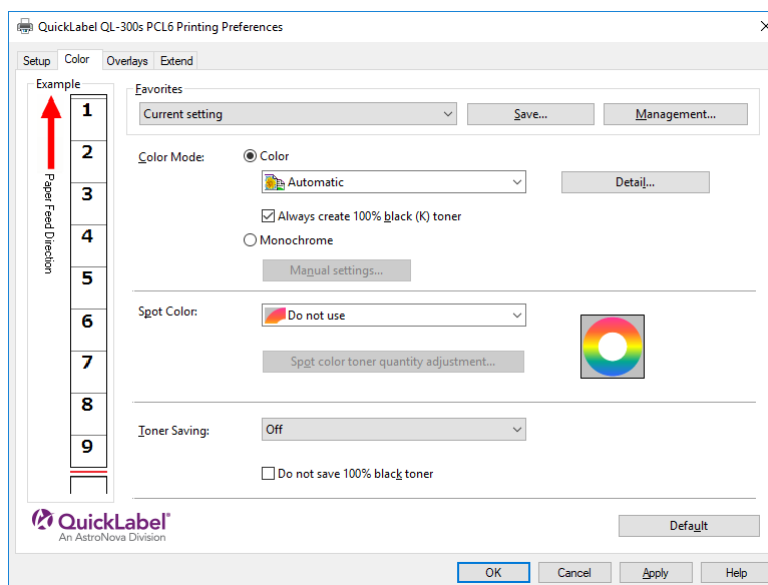 QuickLabel QL-300s PCL6 Printing Preferences
Setup Color Overlays Extend
Example
1
2
3
4
5
6
7
8
9
Paper Feed Direction
Favorites
Current setting Save... Management...
Color Mode: Color
Automatic Detail...
Always create 100% black (K) toner
Monochrome
Manual settings...
Spot Color: Do not use
Spot color toner quantity adjustment...
Toner Saving: Off
Do not save 100% black toner
QuickLabel®
An AstroNova Division
Default
OK Cancel Apply Help